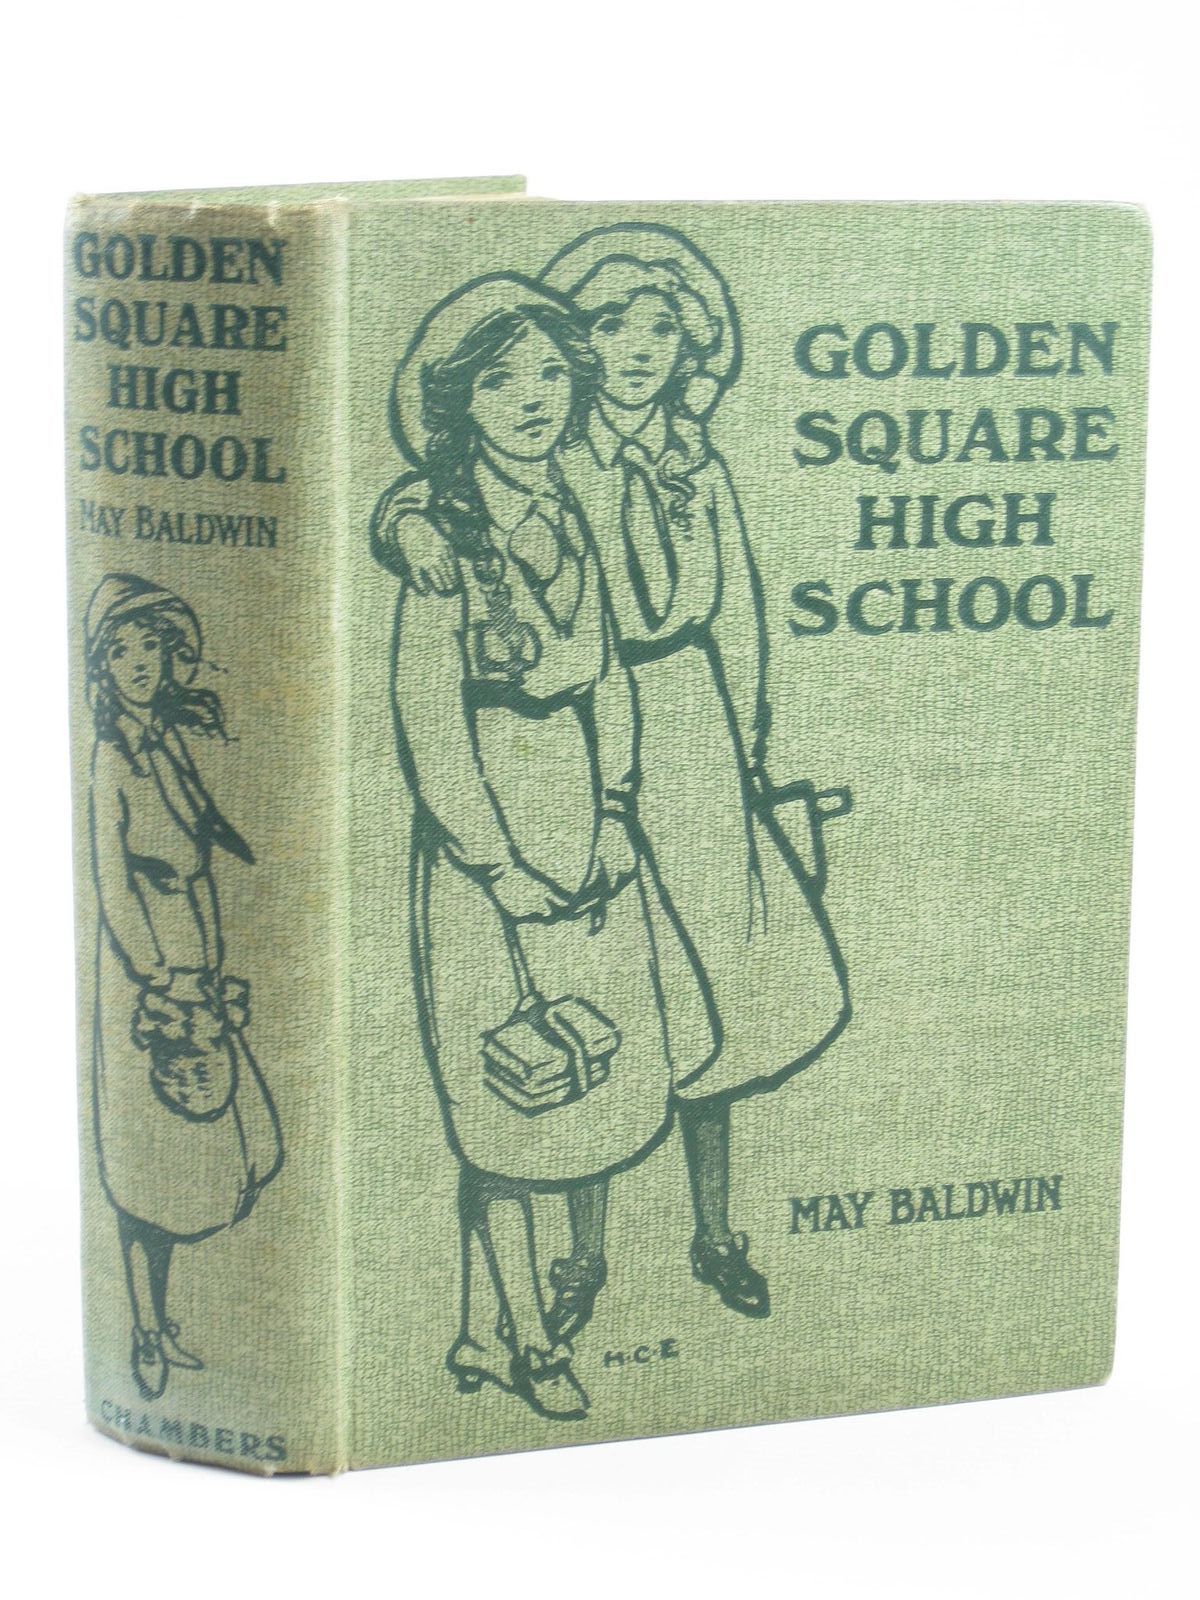 GOLDEN
SQUARE
HIGH
SCHOOL
MAY BALDWIN
CHAMBERS
GOLDEN
SQUARE
HIGH
SCHOOL
MAY BALDWIN
H.C.E